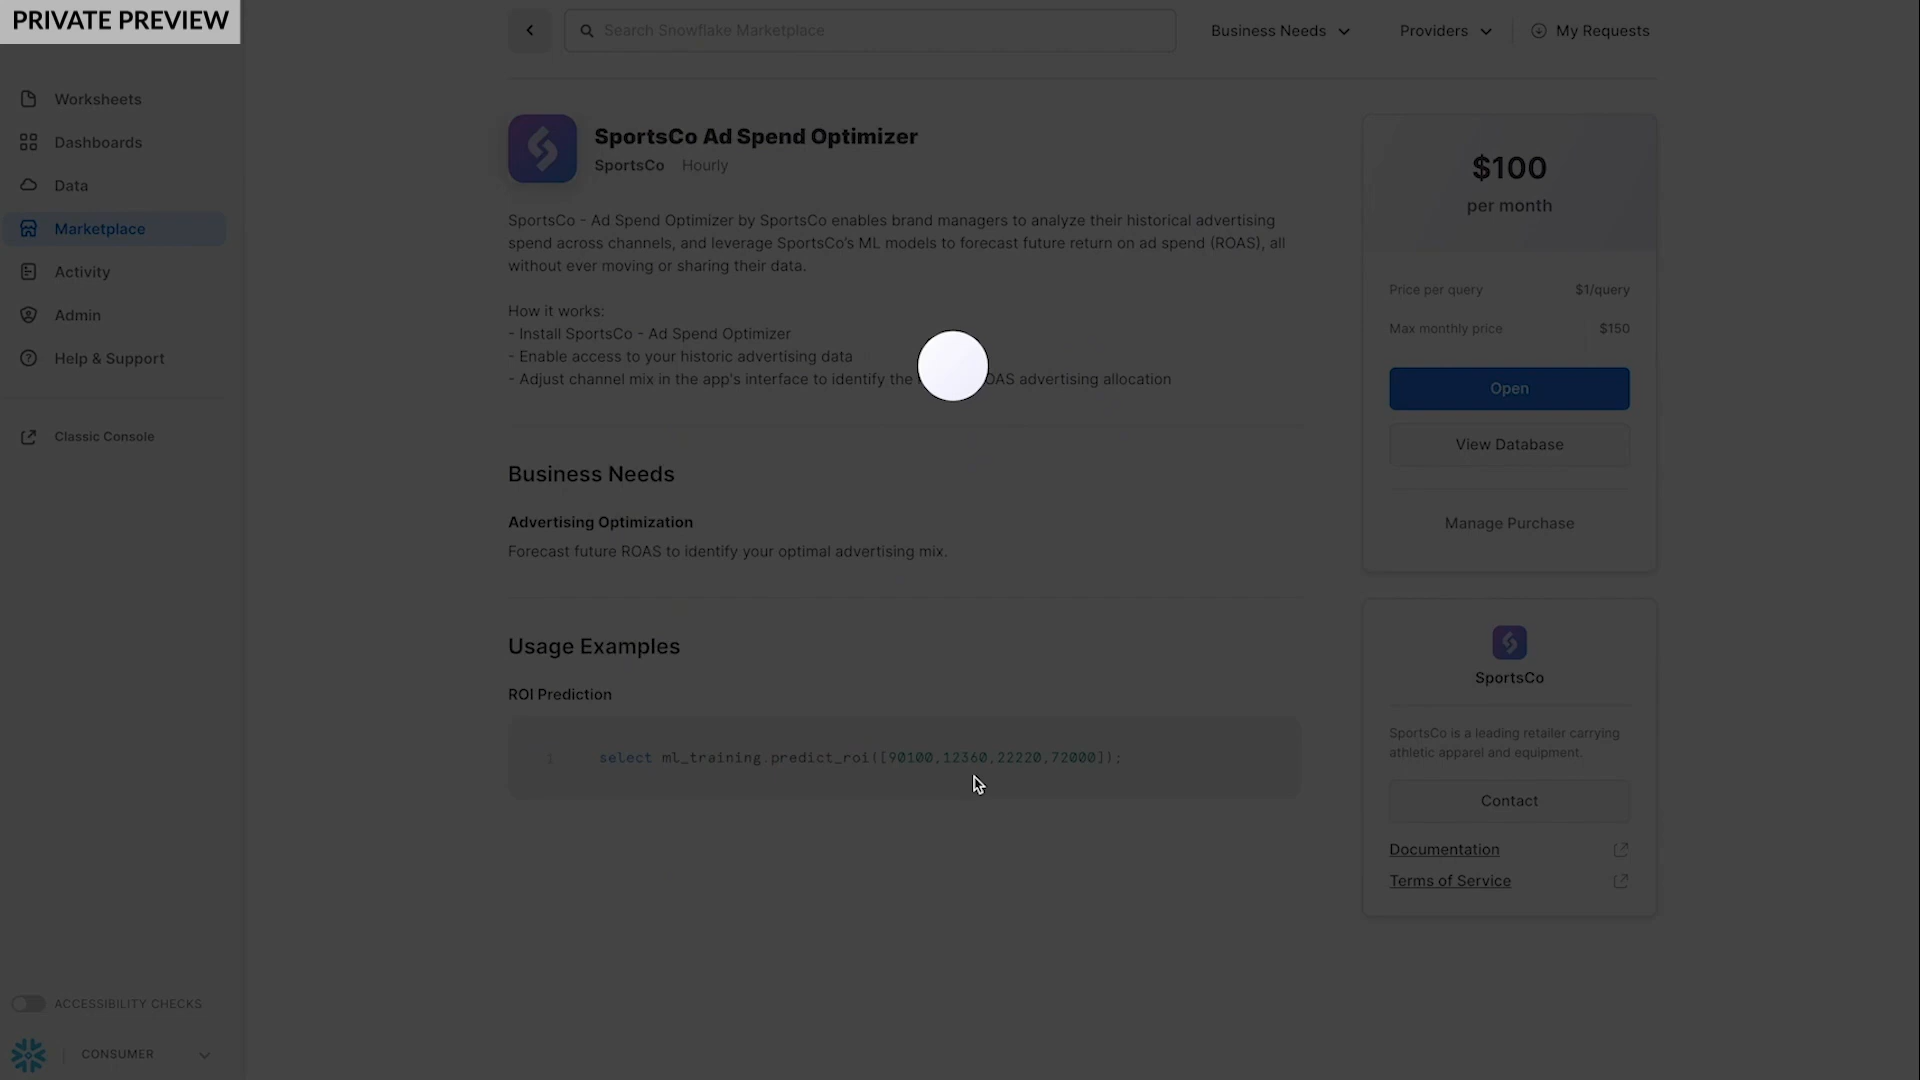 PRIVATE PREVIEW
Search Snowflake Marketplace
Business Needs
Providers
My Requests
Worksheets
Dashboards
Data
Marketplace
Activity
Admin
Help & Support
Classic Console
SportsCo Ad Spend Optimizer
SportsCo Hourly
SportsCo - Ad Spend Optimizer by SportsCo enables brand managers to analyze their historical advertising
spend across channels, and leverage SportsCo's ML models to forecast future return on ad spend (ROAS), all
without ever moving or sharing their data.
How it works:
- Install SportsCo - Ad Spend Optimizer
- Enable access to your historic advertising data
- Adjust channel mix in the app's interface to identify the OAS advertising allocation
Business Needs
Advertising Optimization
Forecast future ROAS to identify your optimal advertising mix.
Usage Examples
ROI Prediction
1 select ml_training.predict_roi([90100,12360,22220,72000]);
$100
per month
Price per query $1/query
Max monthly price $150
Open
View Database
Manage Purchase
SportsCo
SportsCo is a leading retailer carrying
athletic apparel and equipment.
Contact
Documentation
Terms of Service
ACCESSIBILITY CHECKS
CONSUMER